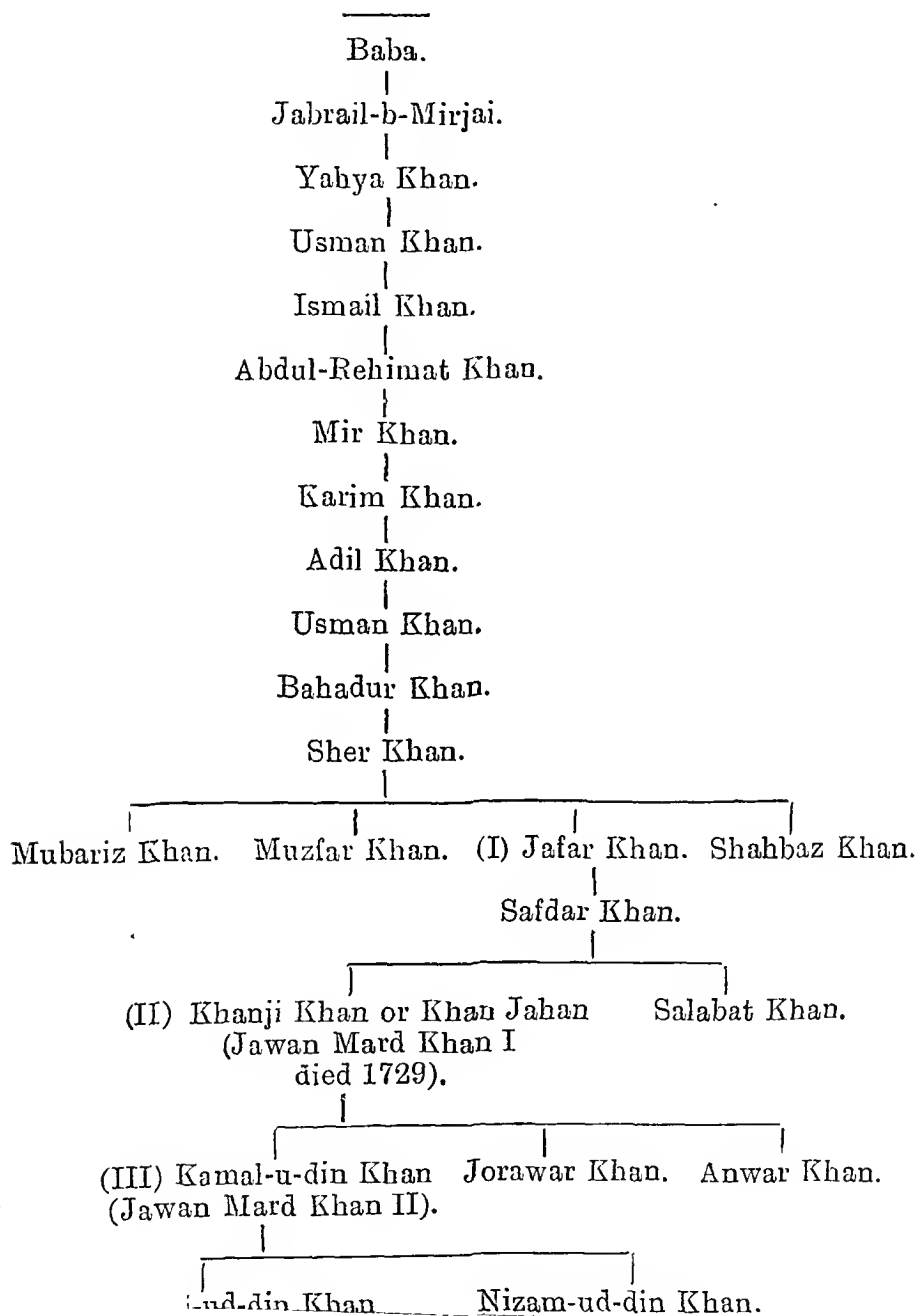 Baba.
Jabrail-b-Mirjai.
Yahya Khan.
Usman Khan.
Ismail Khan.
Abdul-Rehimat Khan.
Mir Khan.
Karim Khan.
Adil Khan.
Usman Khan.
Bahadur Khan.
Sher Khan.
Mubariz Khan. Muzfar Khan. (I) Jafar Khan. Shahbaz Khan.
Safdar Khan.
(II) Khanji Khan or Khan Jahan Salabat Khan.
(Jawan Mard Khan I
died 1729).
(III) Kamal-u-din Khan Jorawar Khan. Anwar Khan.
(Jawan Mard Khan II).
-ud-din Khan Nizam-ud-din Khan.